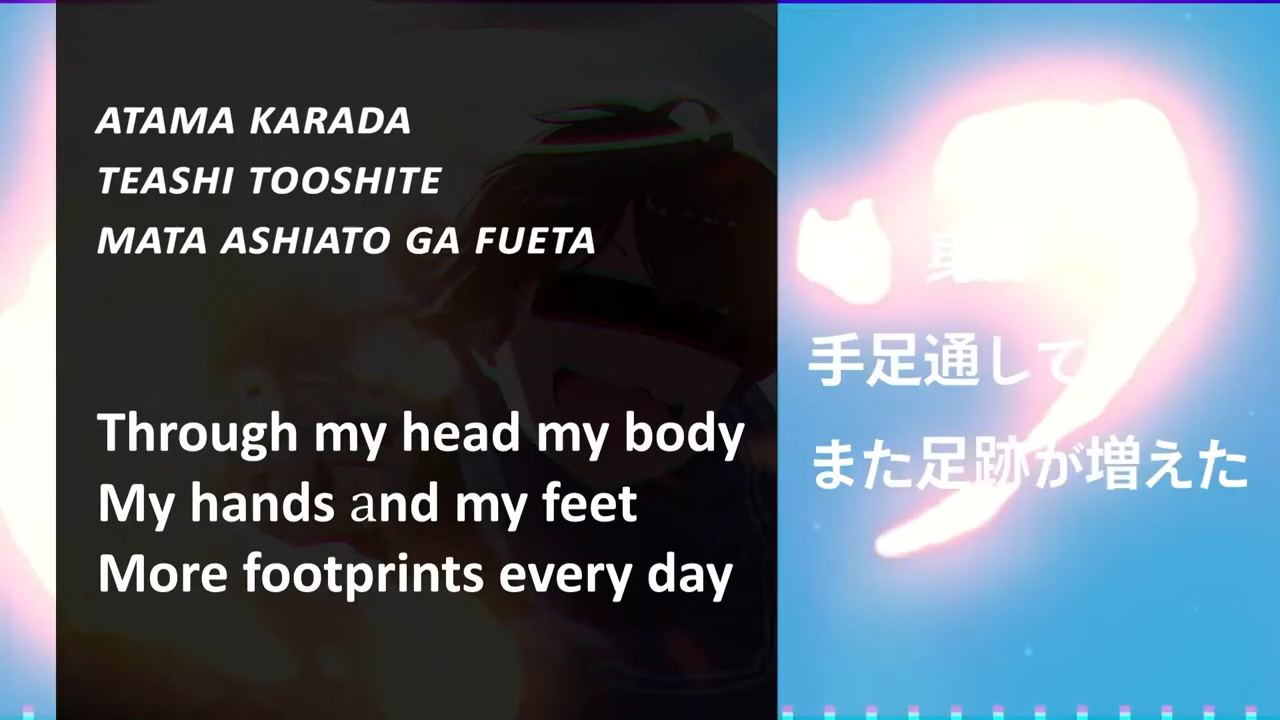 ATAMA KARADA
TEASHI TOOSHITE
MATA ASHIATO GA FUETA
Through my head my body
My hands and my feet
More footprints every day
手足通して
また足跡が増えた